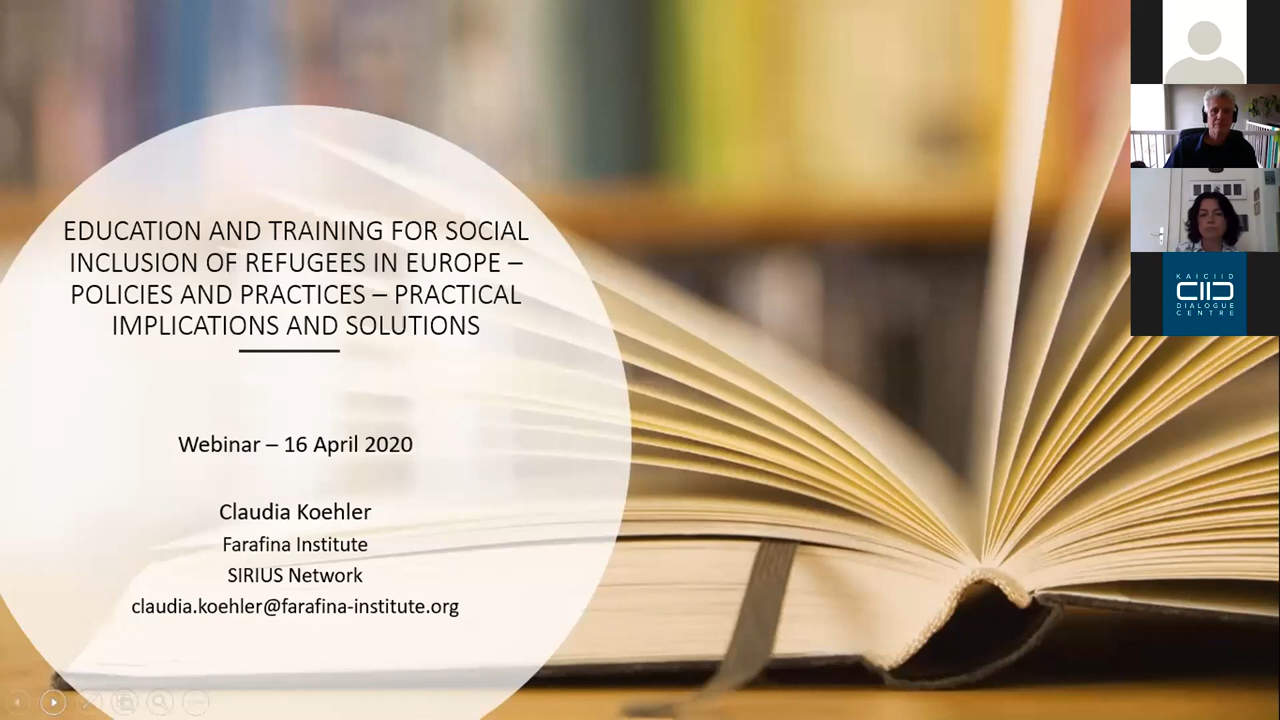 EDUCATION AND TRAINING FOR SOCIAL
INCLUSION OF REFUGEES IN EUROPE –
POLICIES AND PRACTICES – PRACTICAL
IMPLICATIONS AND SOLUTIONS
Webinar – 16 April 2020
Claudia Koehler
Farafina Institute
SIRIUS Network
claudia.koehler@farafina-institute.org
KAICIID
DIALOGUE
CENTRE